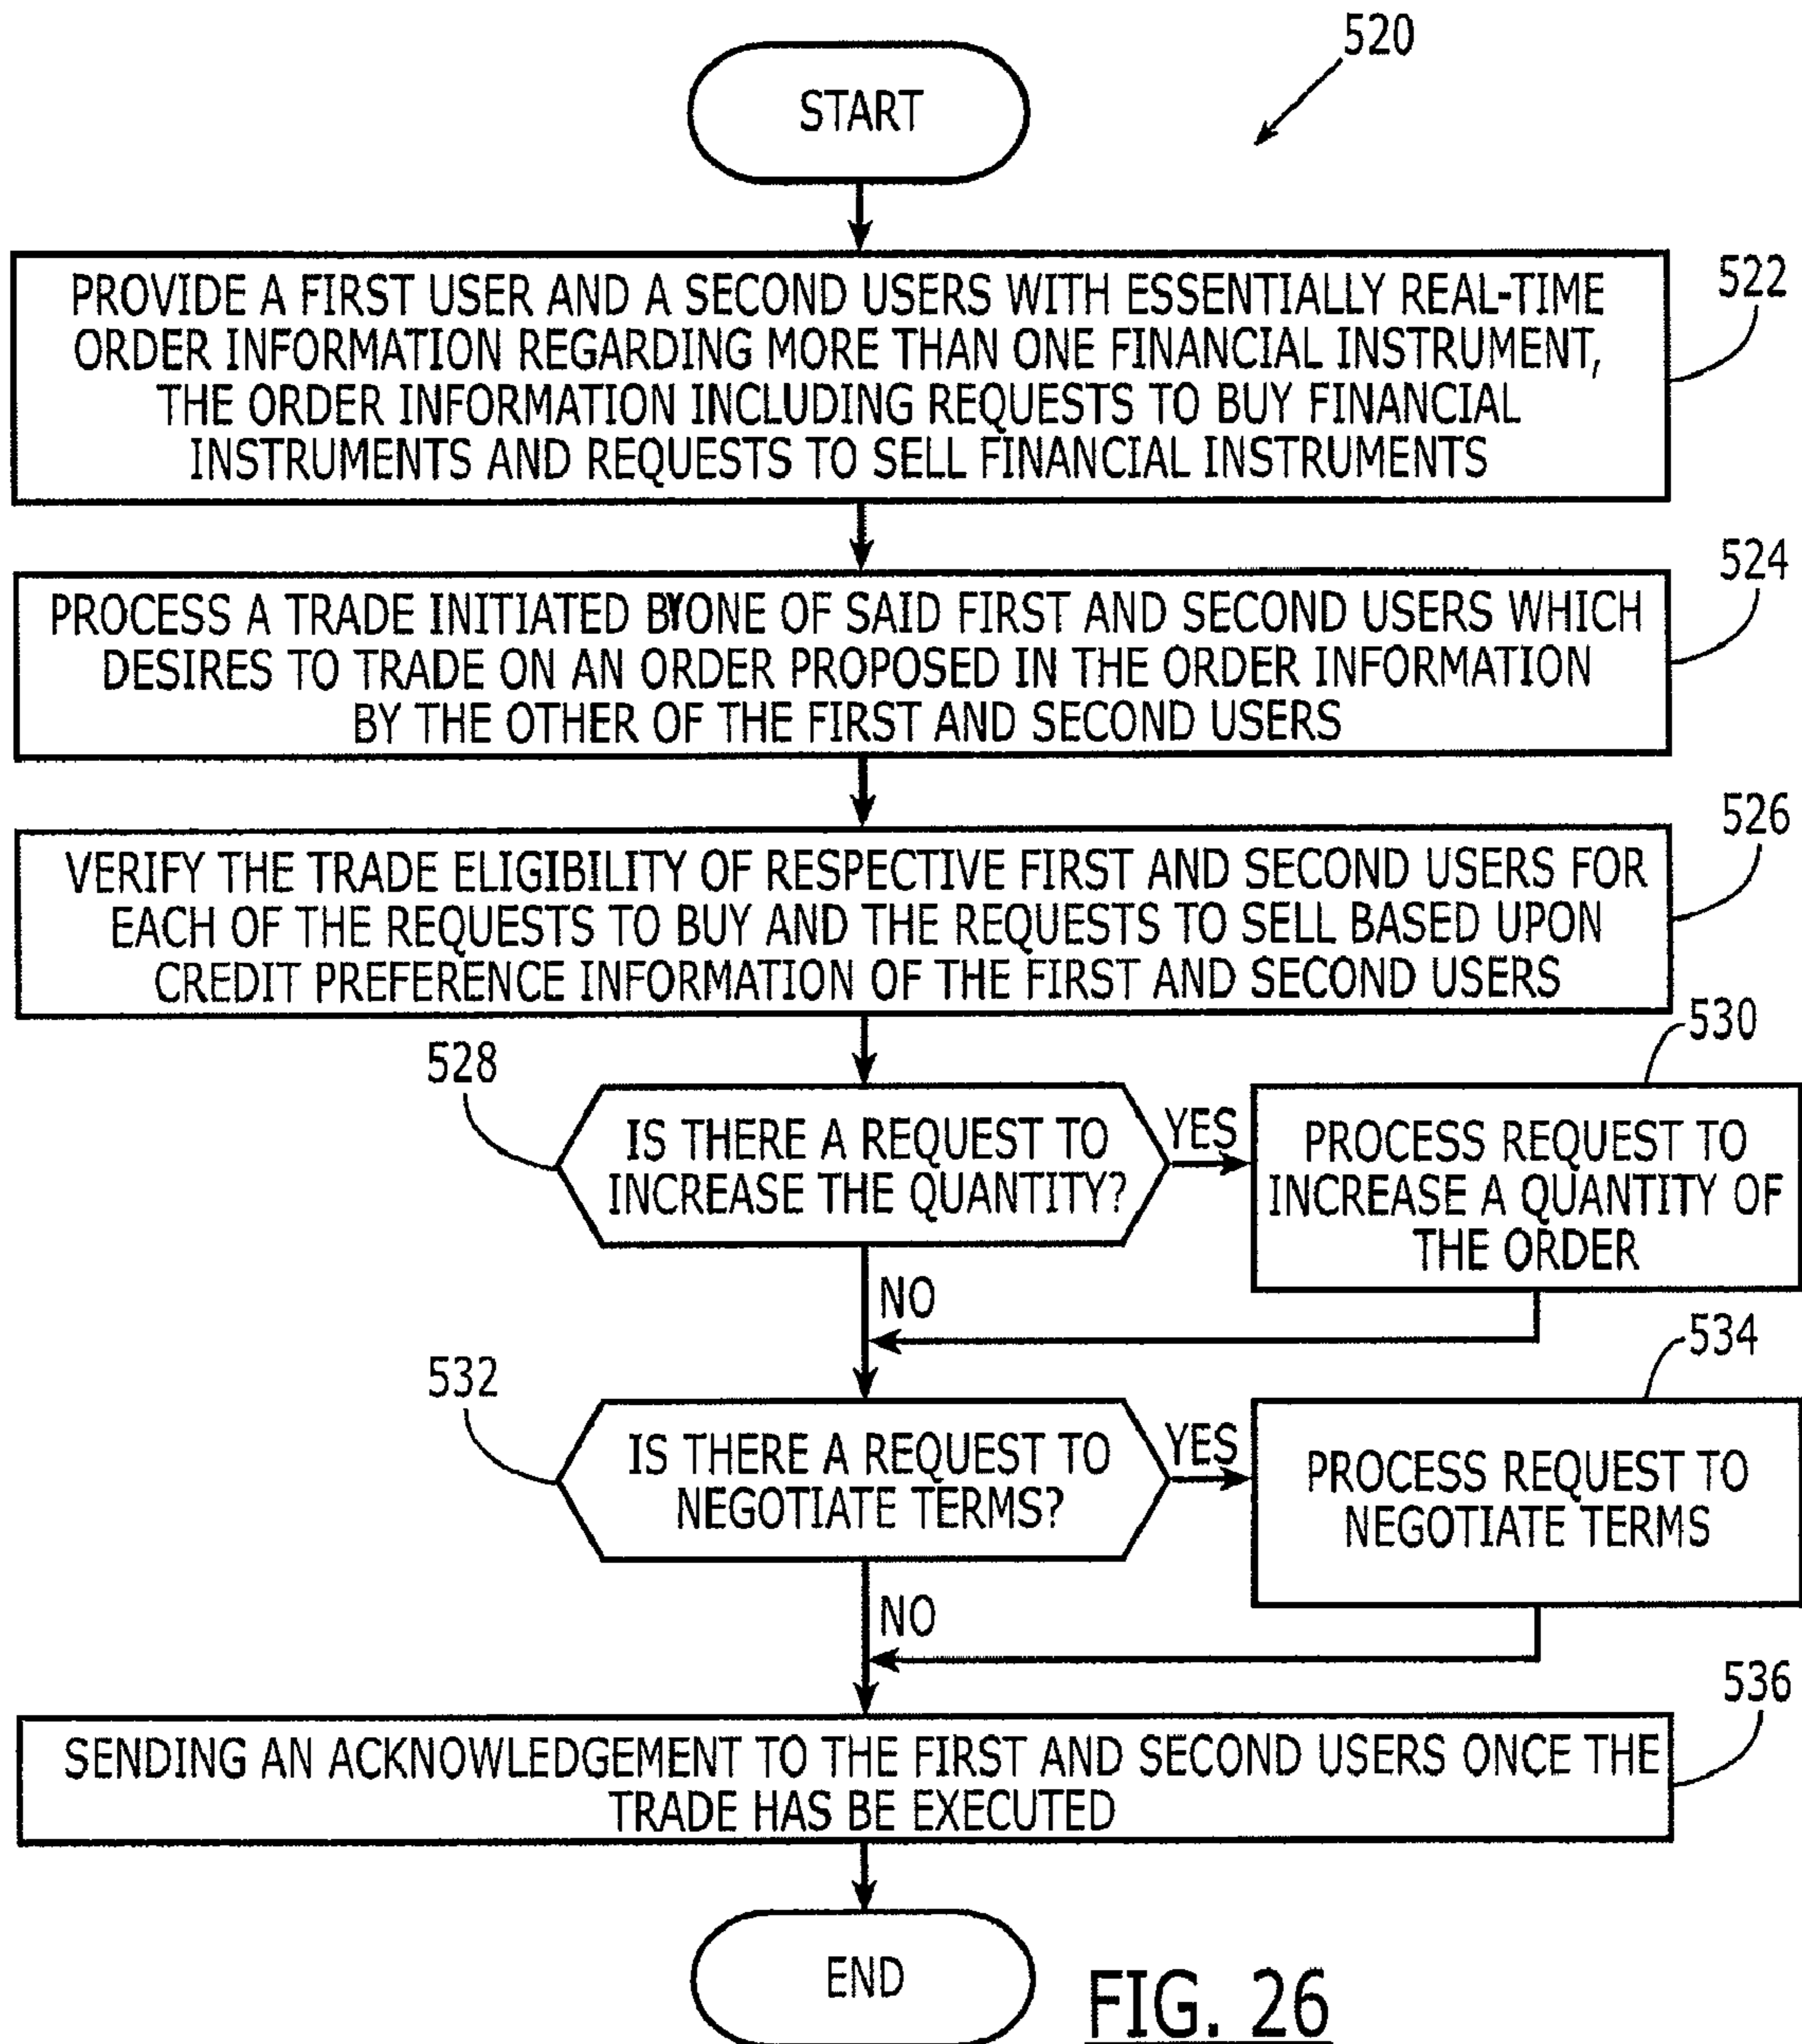 520
START
522
PROVIDE A FIRST USER AND A SECOND USERS WITH ESSENTIALLY REAL-TIME
ORDER INFORMATION REGARDING MORE THAN ONE FINANCIAL INSTRUMENT,
THE ORDER INFORMATION INCLUDING REQUESTS TO BUY FINANCIAL
INSTRUMENTS AND REQUESTS TO SELL FINANCIAL INSTRUMENTS
524
PROCESS A TRADE INITIATED BYONE OF SAID FIRST AND SECOND USERS WHICH
DESIRES TO TRADE ON AN ORDER PROPOSED IN THE ORDER INFORMATION
BY THE OTHER OF THE FIRST AND SECOND USERS
526
VERIFY THE TRADE ELIGIBILITY OF RESPECTIVE FIRST AND SECOND USERS FOR
EACH OF THE REQUESTS TO BUY AND THE REQUESTS TO SELL BASED UPON
CREDIT PREFERENCE INFORMATION OF THE FIRST AND SECOND USERS
528
IS THERE A REQUEST TO
INCREASE THE QUANTITY?
YES
530
PROCESS REQUEST TO
INCREASE A QUANTITY OF
THE ORDER
NO
532
IS THERE A REQUEST TO
NEGOTIATE TERMS?
YES
534
PROCESS REQUEST TO
NEGOTIATE TERMS
NO
536
SENDING AN ACKNOWLEDGEMENT TO THE FIRST AND SECOND USERS ONCE THE
TRADE HAS BE EXECUTED
END
FIG. 26